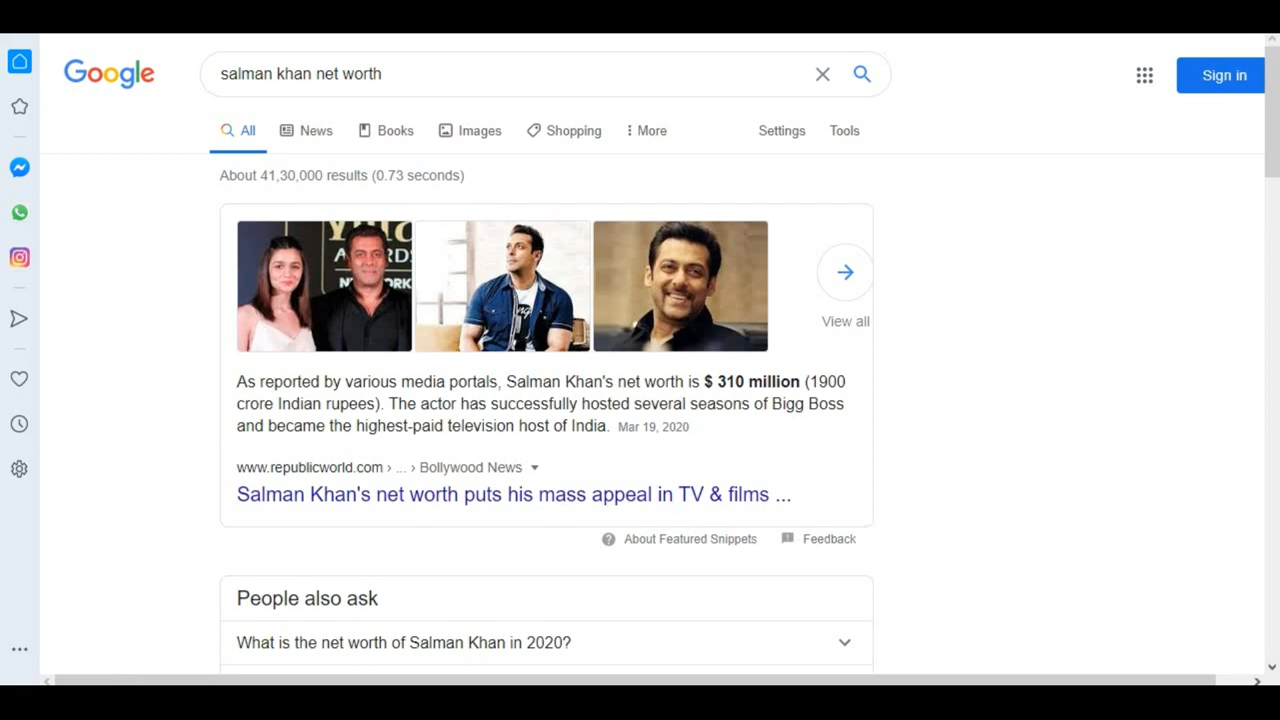 Google
salman khan net worth
Sign in
All
News
Books
Images
Shopping
More
Settings
Tools
About 41,30,000 results (0.73 seconds)
View all
As reported by various media portals, Salman Khan's net worth is $ 310 million (1900
crore Indian rupees). The actor has successfully hosted several seasons of Bigg Boss
and became the highest-paid television host of India. Mar 19, 2020
www.republicworld.com › ... › Bollywood News
Salman Khan's net worth puts his mass appeal in TV & films ...
About Featured Snippets
Feedback
People also ask
What is the net worth of Salman Khan in 2020?